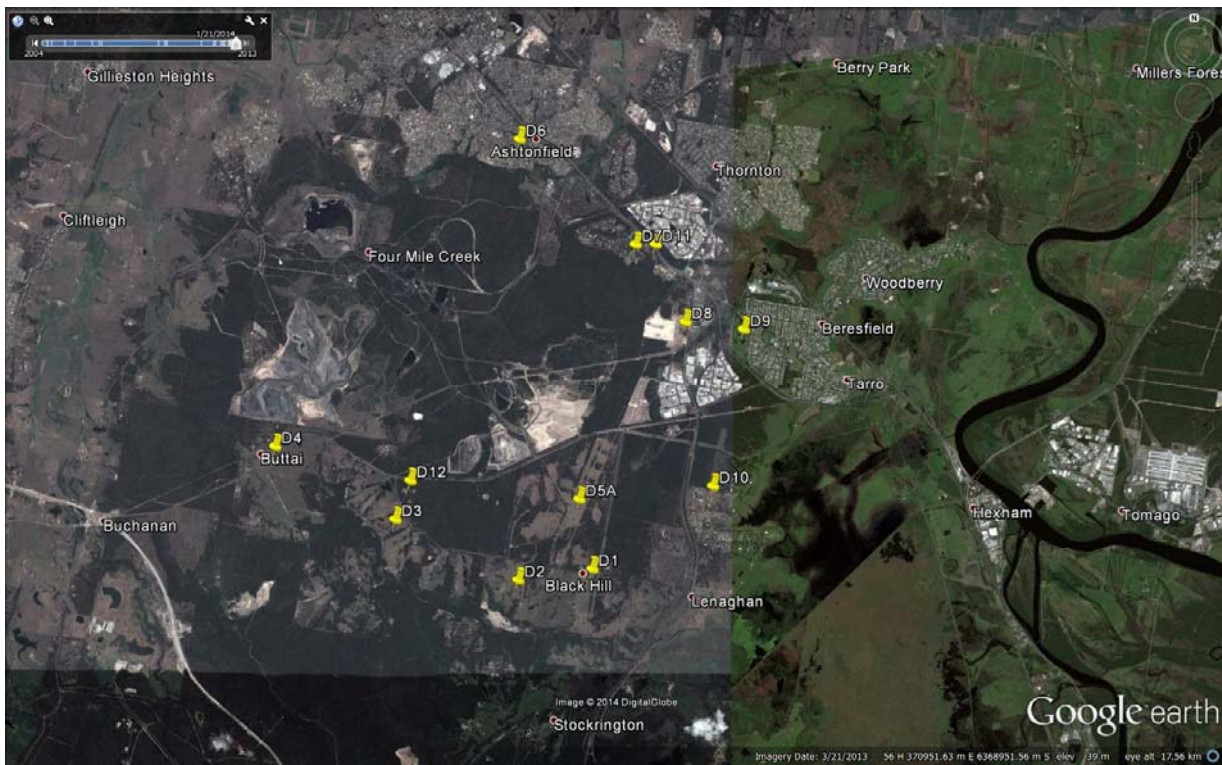 1/21/2014
2004
2013
N
Gillieston Heights
Berry Park
Millers Fores
D6
Ashtonfield
Thornton
Cliftleigh
D7
D11
Four Mile Creek
Woodberry
D8
D9
Beresfield
Tarro
D4
Buttai
D12
D10
D5A
D3
Hexham
Tomago
Buchanan
D1
D2
Black Hill
Lenaghan
Image © 2014 DigitalGlobe
Stockrington
Google earth
Imagery Date: 3/21/2013 56 H 370951.63 m E 6368951.56 m S elev 39 m eye alt 17.56 km